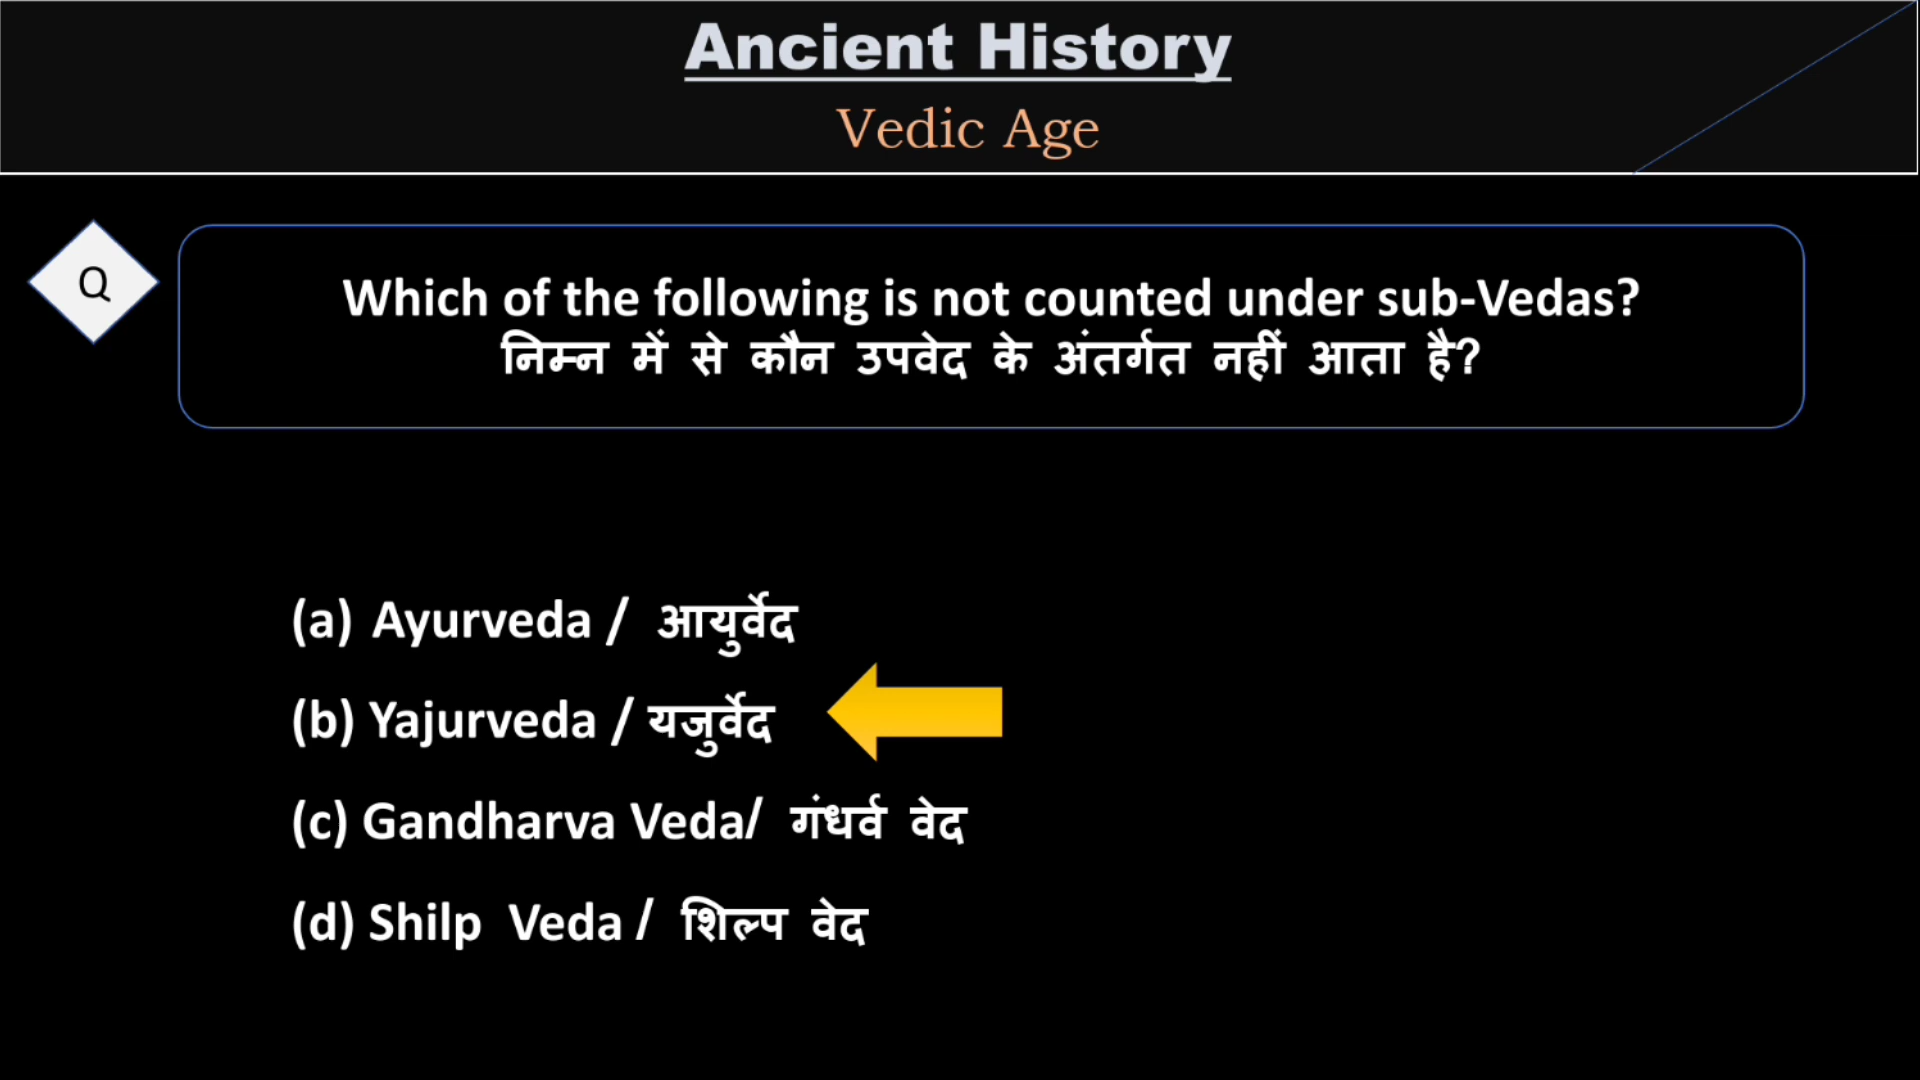 Ancient History
Vedic Age
Q
Which of the following is not counted under sub-Vedas?
निम्न में से कौन उपवेद के अंतर्गत नहीं आता है?
(a) Ayurveda / आयुर्वेद
(b) Yajurveda / यजुर्वेद
(c) Gandharva Veda/ गंधर्व वेद
(d) Shilp Veda / शिल्प वेद